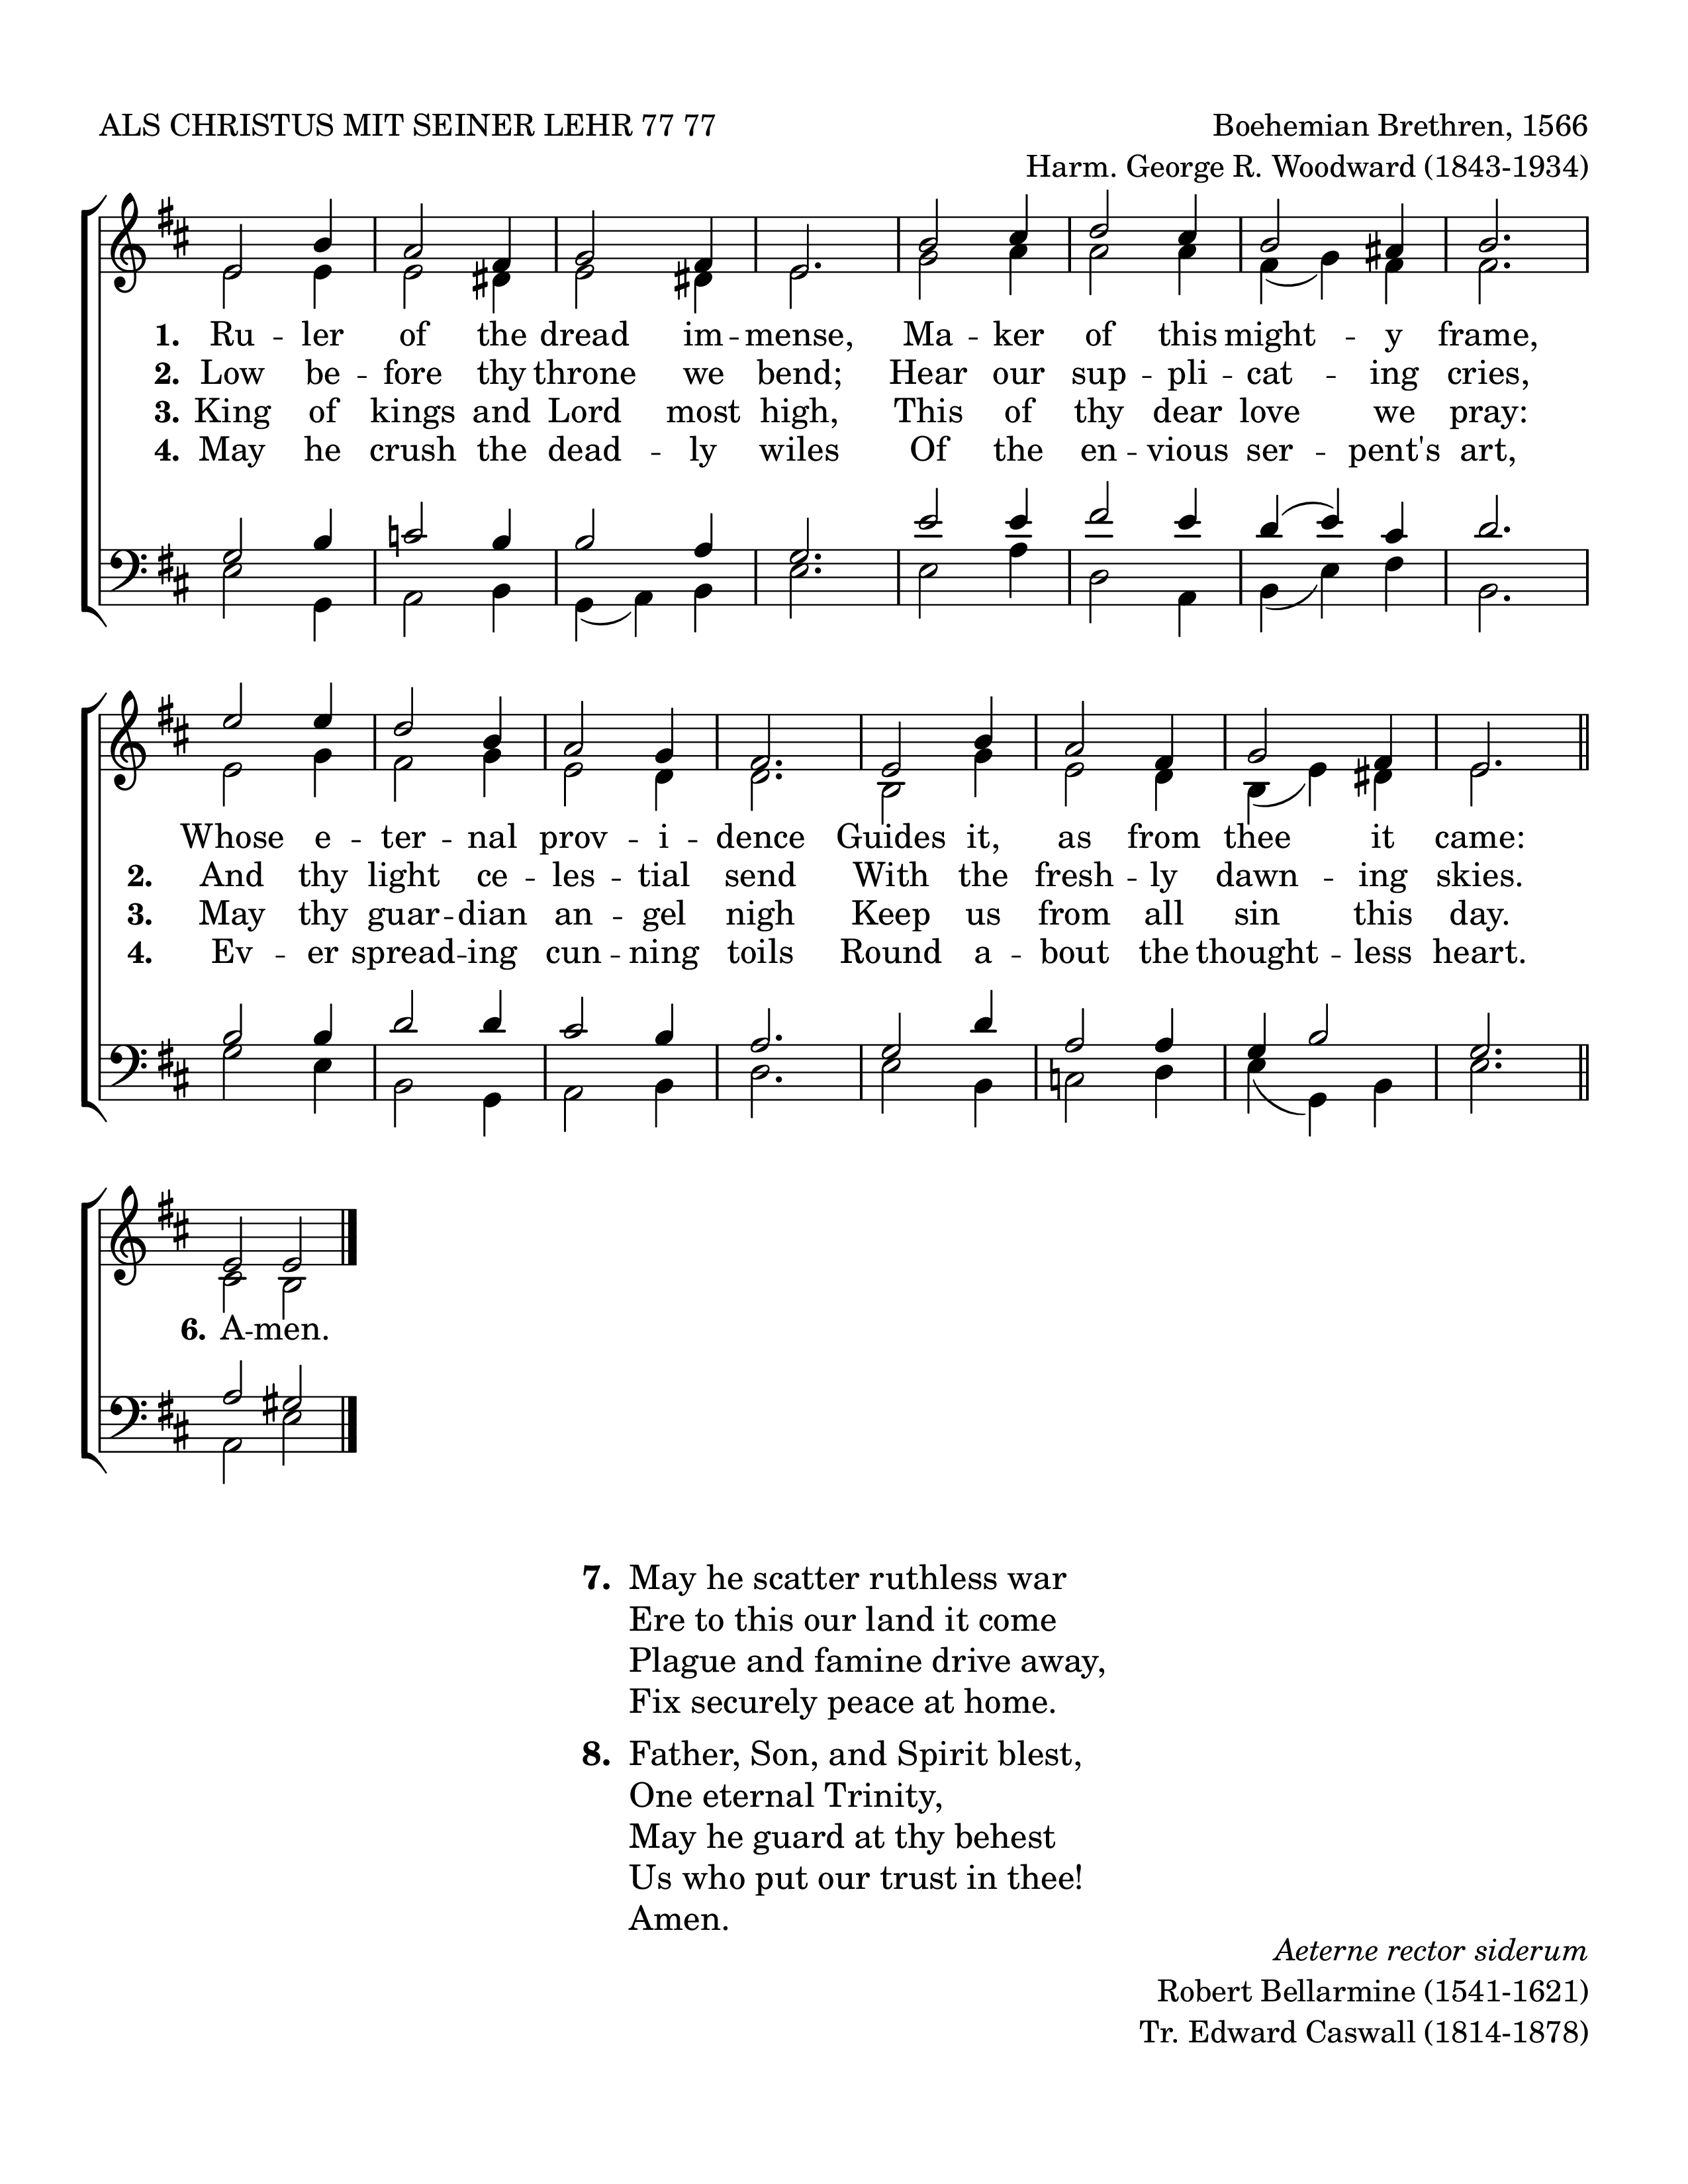 ALS CHRISTUS MIT SEINER LEHR 77 77
Boehemian Brethren, 1566
Harm. George R. Woodward (1843-1934)
1. Ru -- ler of the dread im -- mense, Ma -- ker of this might -- y frame,
2. Low be -- fore thy throne we bend; Hear our sup -- pli -- cat -- ing cries,
3. King of kings and Lord most high, This of thy dear love we pray:
4. May he crush the dead -- ly wiles Of the en -- vious ser -- pent's art,
Whose e -- ter -- nal prov -- i -- dence Guides it, as from thee it came:
2. And thy light ce -- les -- tial send With the fresh -- ly dawn -- ing skies.
3. May thy guar -- dian an -- gel nigh Keep us from all sin this day.
4. Ev -- er spread -- ing cun -- ning toils Round a -- bout the thought -- less heart.
6. A -- men.
7. May he scatter ruthless war
Ere to this our land it come
Plague and famine drive away,
Fix securely peace at home.
8. Father, Son, and Spirit blest,
One eternal Trinity,
May he guard at thy behest
Us who put our trust in thee!
Amen.
Aeterne rector siderum
Robert Bellarmine (1541-1621)
Tr. Edward Caswall (1814-1878)